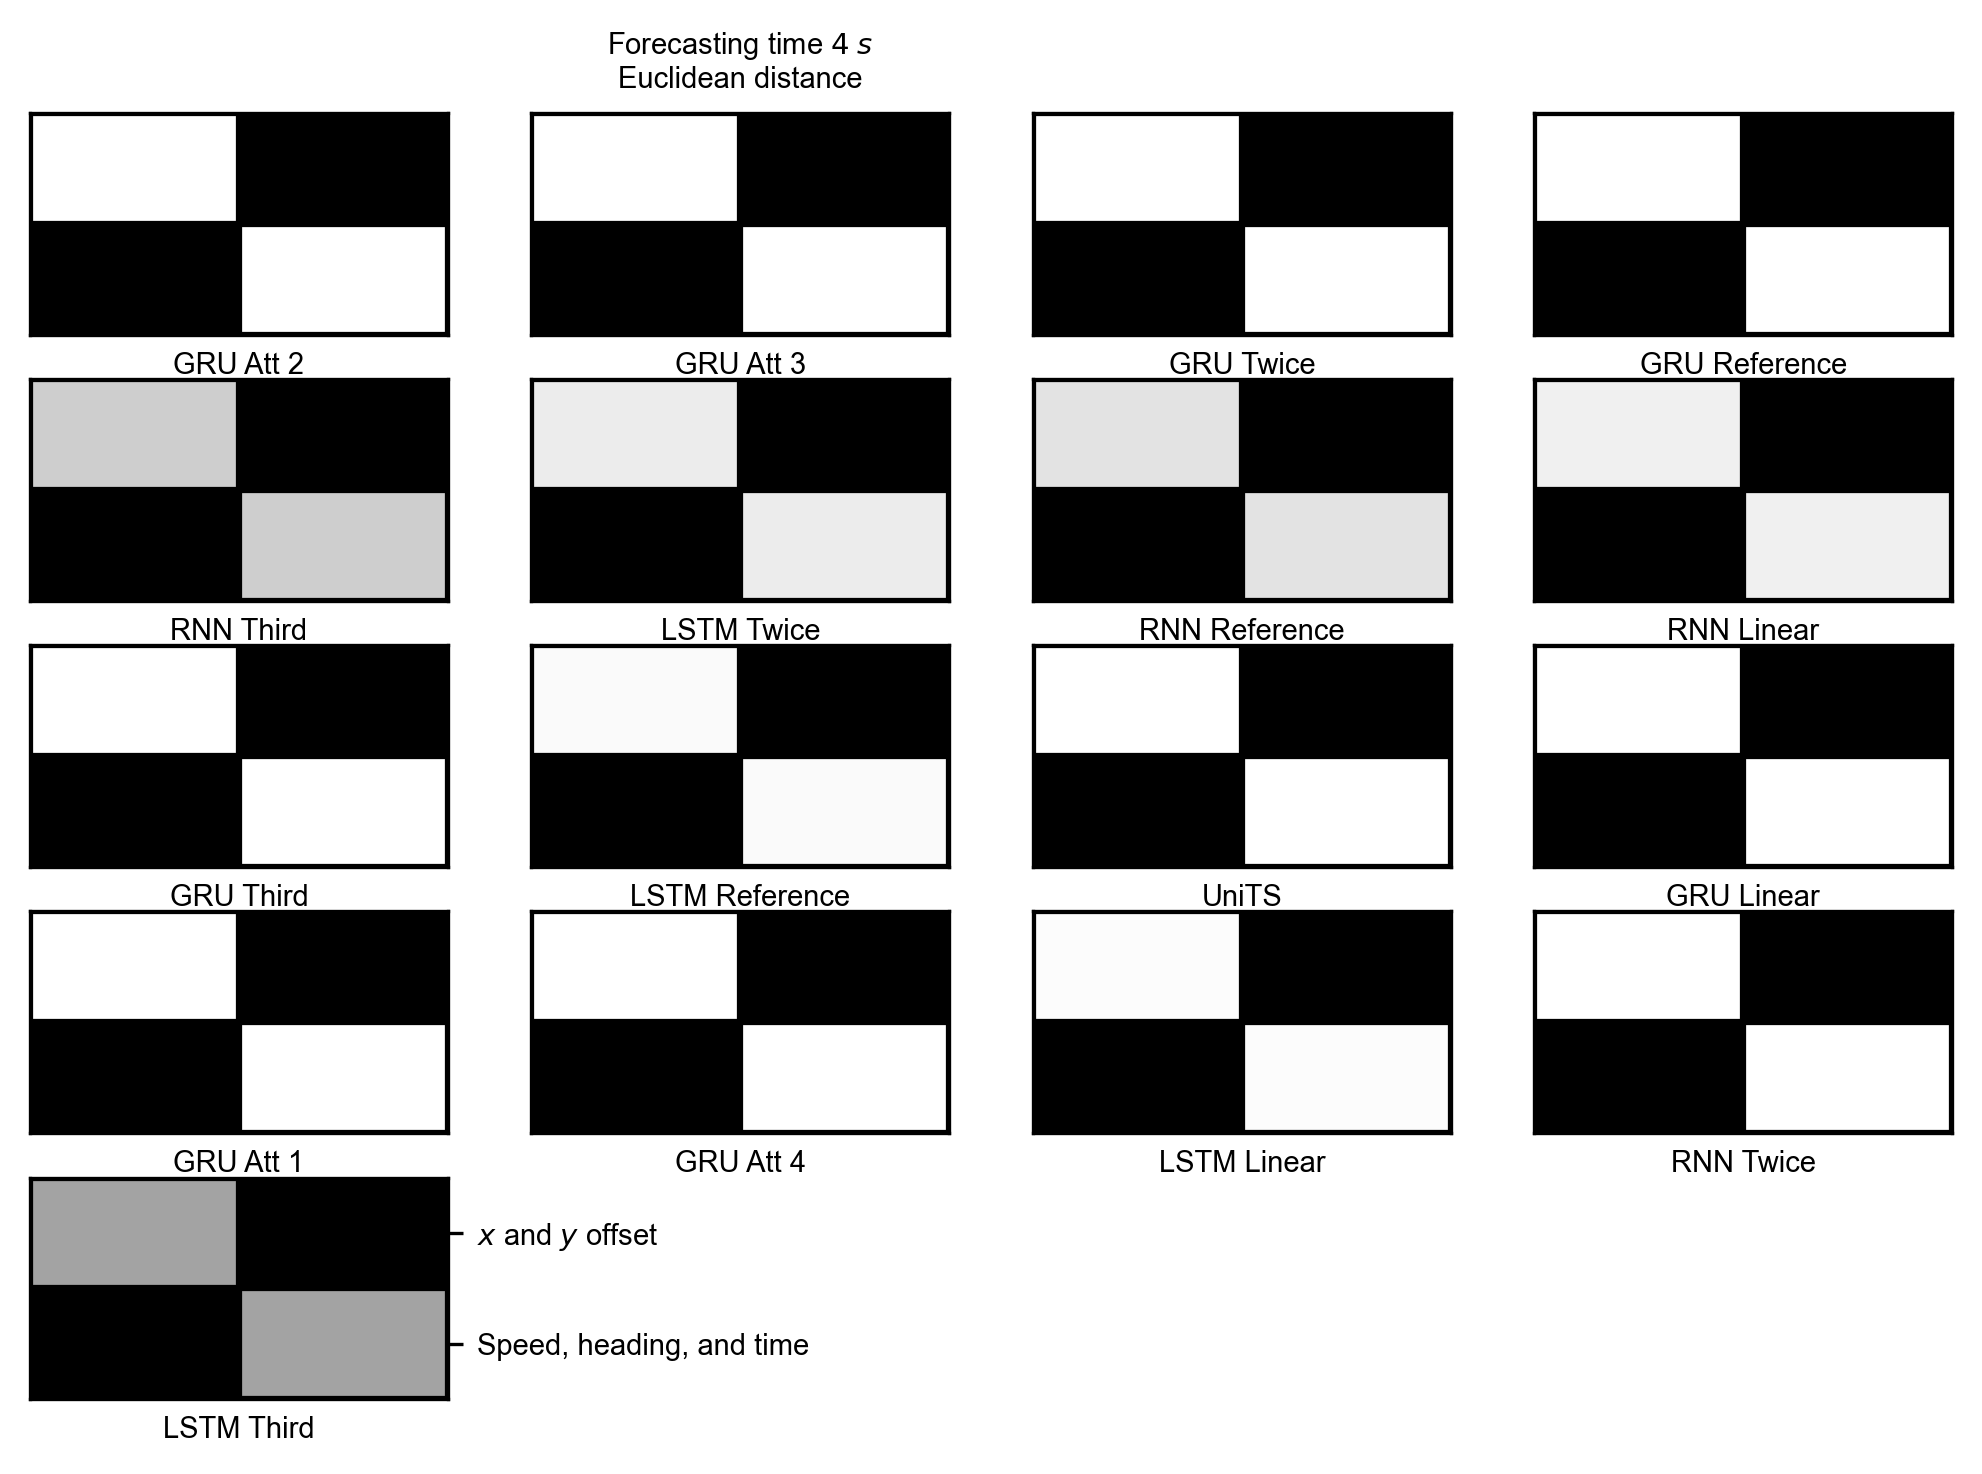 Forecasting time 4 s
Euclidean distance
GRU Att 2
GRU Att 3
GRU Twice
GRU Reference
RNN Third
LSTM Twice
RNN Reference
RNN Linear
GRU Third
LSTM Reference
UniTS
GRU Linear
GRU Att 1
GRU Att 4
LSTM Linear
RNN Twice
x and y offset
Speed, heading, and time
LSTM Third